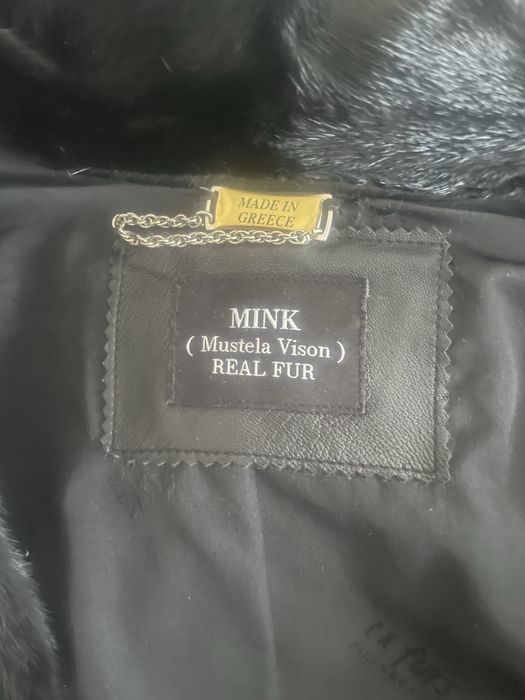 MADE IN
GREECE
MINK
( Mustela Vison )
REAL FUR